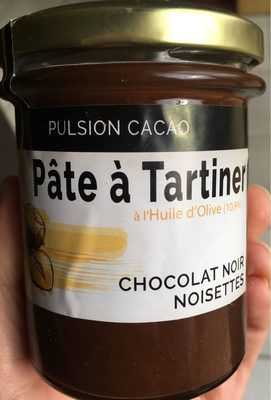 PULSION CACAO
Pâte à Tartiner
à l'Huile d'Olive (10,9%)
CHOCOLAT NOIR
NOISETTES